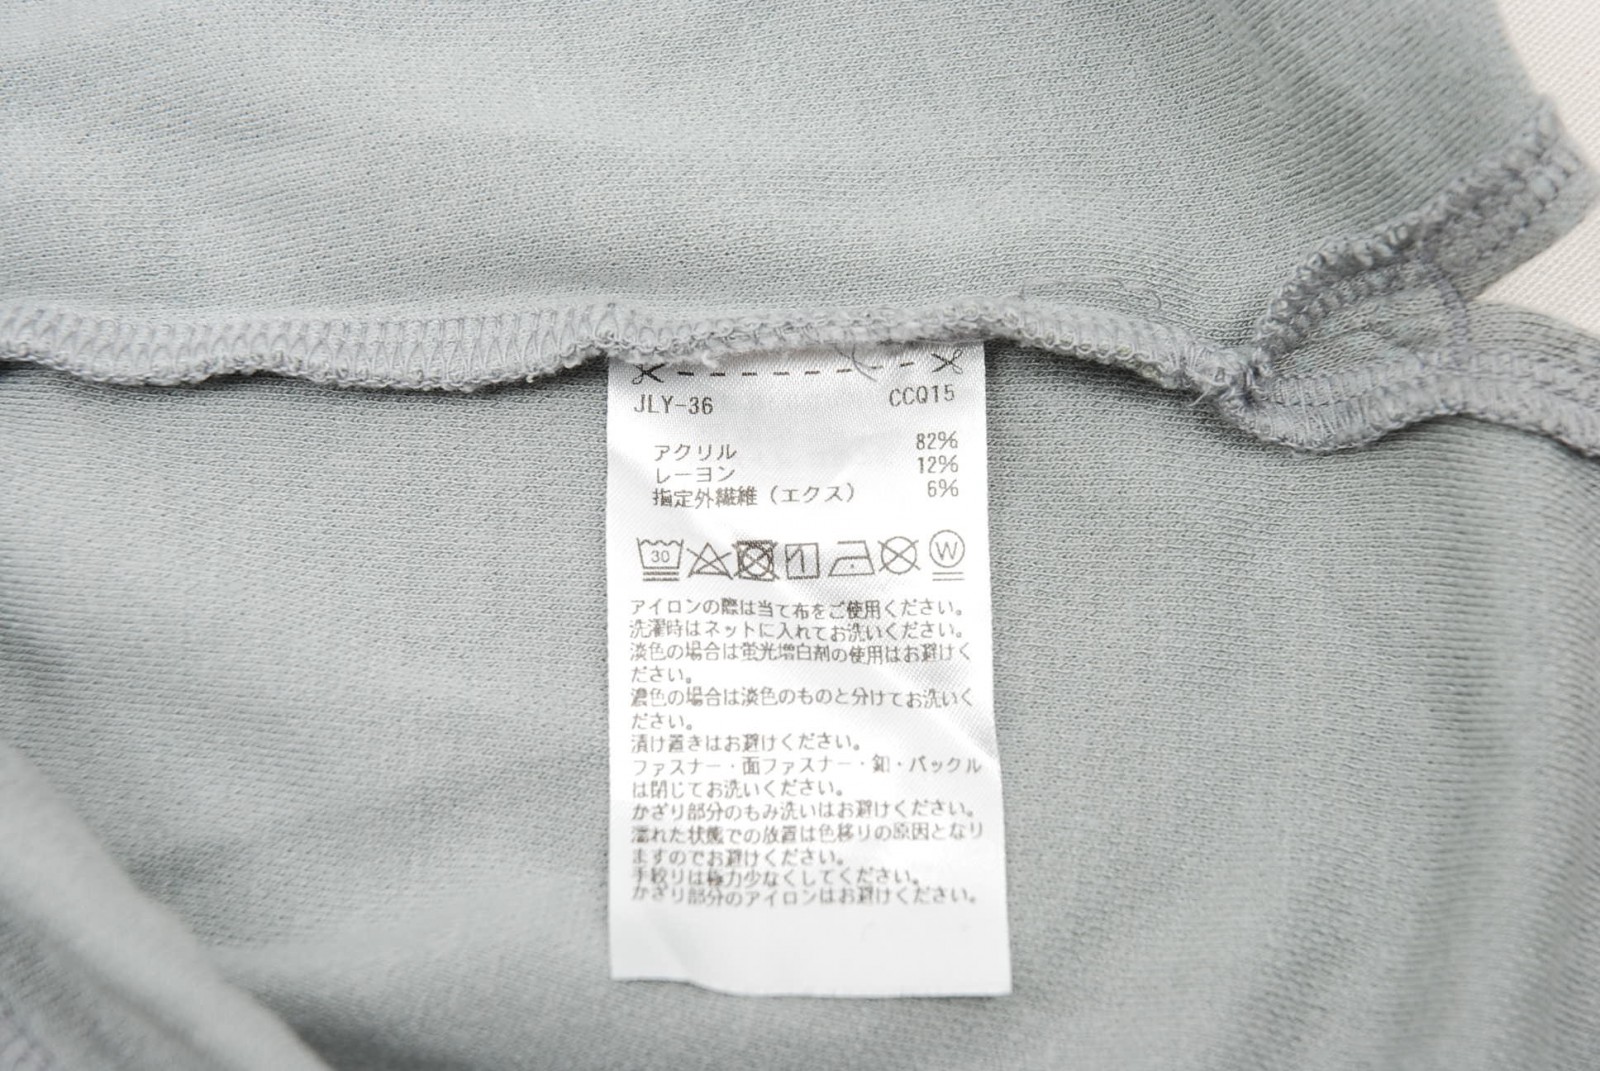 JLY-36 CCQ15
アクリル 82%
レーヨン 12%
指定外繊維（エクス） 6%
30 W
アイロンの際は当て布をご使用ください。
洗濯時はネットに入れてお洗いください。
淡色の場合は蛍光増白剤の使用はお避けく
ださい。
濃色の場合は淡色のものと分けてお洗いく
ださい。
漬け置きはお避けください。
ファスナー・面ファスナー・釦・バックル
は閉じてお洗いください。
かざり部分のもみ洗いはお避けください。
濡れた状態での放置は色移りの原因となり
ますのでお避けください。
手絞りは極力少なくしてください。
かざり部分のアイロンはお避けください。